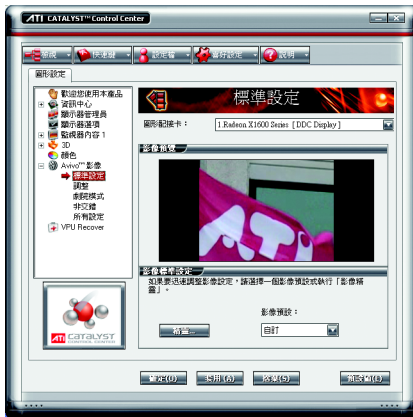 ATI CATALYST™ Control Center
檢視
快速鍵
設定檔
喜好設定
說明
圖形設定
歡迎您使用本產品
資訊中心
顯示器管理員
顯示器選項
監視器內容 1
3D
顏色
Avivo™ 影像
標準設定
調整
劇院模式
非交錯
所有設定
VPU Recover
標準設定
圖形配接卡：
1.Radeon X1600 Series [ DDC Display ]
影像預覽
ATi
影像標準設定
如果要迅速調整影像設定，請選擇一個影像預設或執行「影像精
靈」。
影像預設：
精靈...
自訂
ATI CATALYST
CONTROL CENTER
確定(O)
套用(A)
放棄(S)
預設值(L)